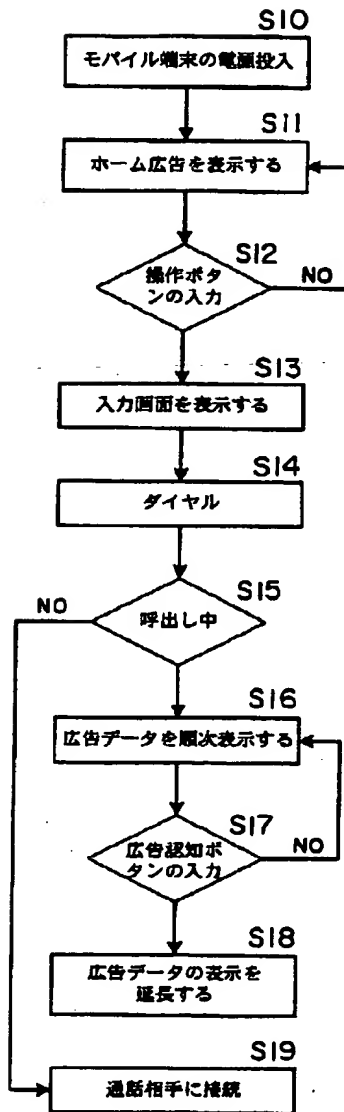 S10
モバイル端末の電源投入
S11
ホーム広告を表示する
S12
操作ボ
タンの入力
NO
S13
入力画面を表示する
S14
ダイヤル
S15
NO
呼出し中
S16
広告データを順次表示する
S17
広告認知ボ
タンの入力
NO
S18
広告データの表示を
延長する
S19
通話相手に接続